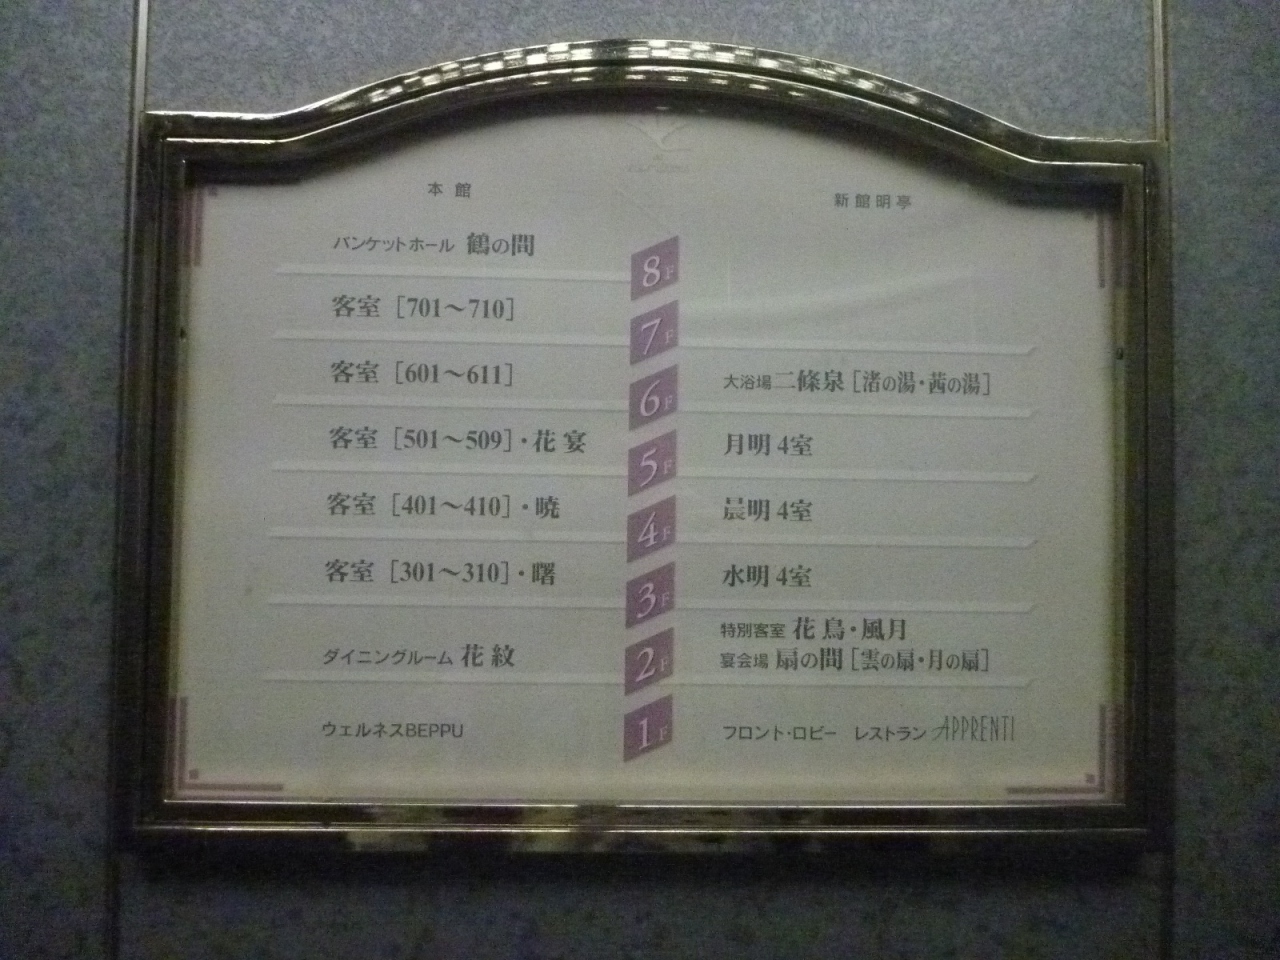 本館
新館明亭
バンケットホール 鶴の間
8F
客室 [701～710]
7F
客室 [601～611]
6F
大浴場 二條泉 [渚の湯・茜の湯]
客室 [501～509]・花宴
5F
月明 4室
客室 [401～410]・暁
4F
晨明 4室
客室 [301～310]・曙
3F
水明 4室
特別客室 花鳥・風月
ダイニングルーム 花紋
2F
宴会場 扇の間 [雲の扇・月の扇]
ウェルネスBEPPU
1F
フロント・ロビー レストラン APPRENTI